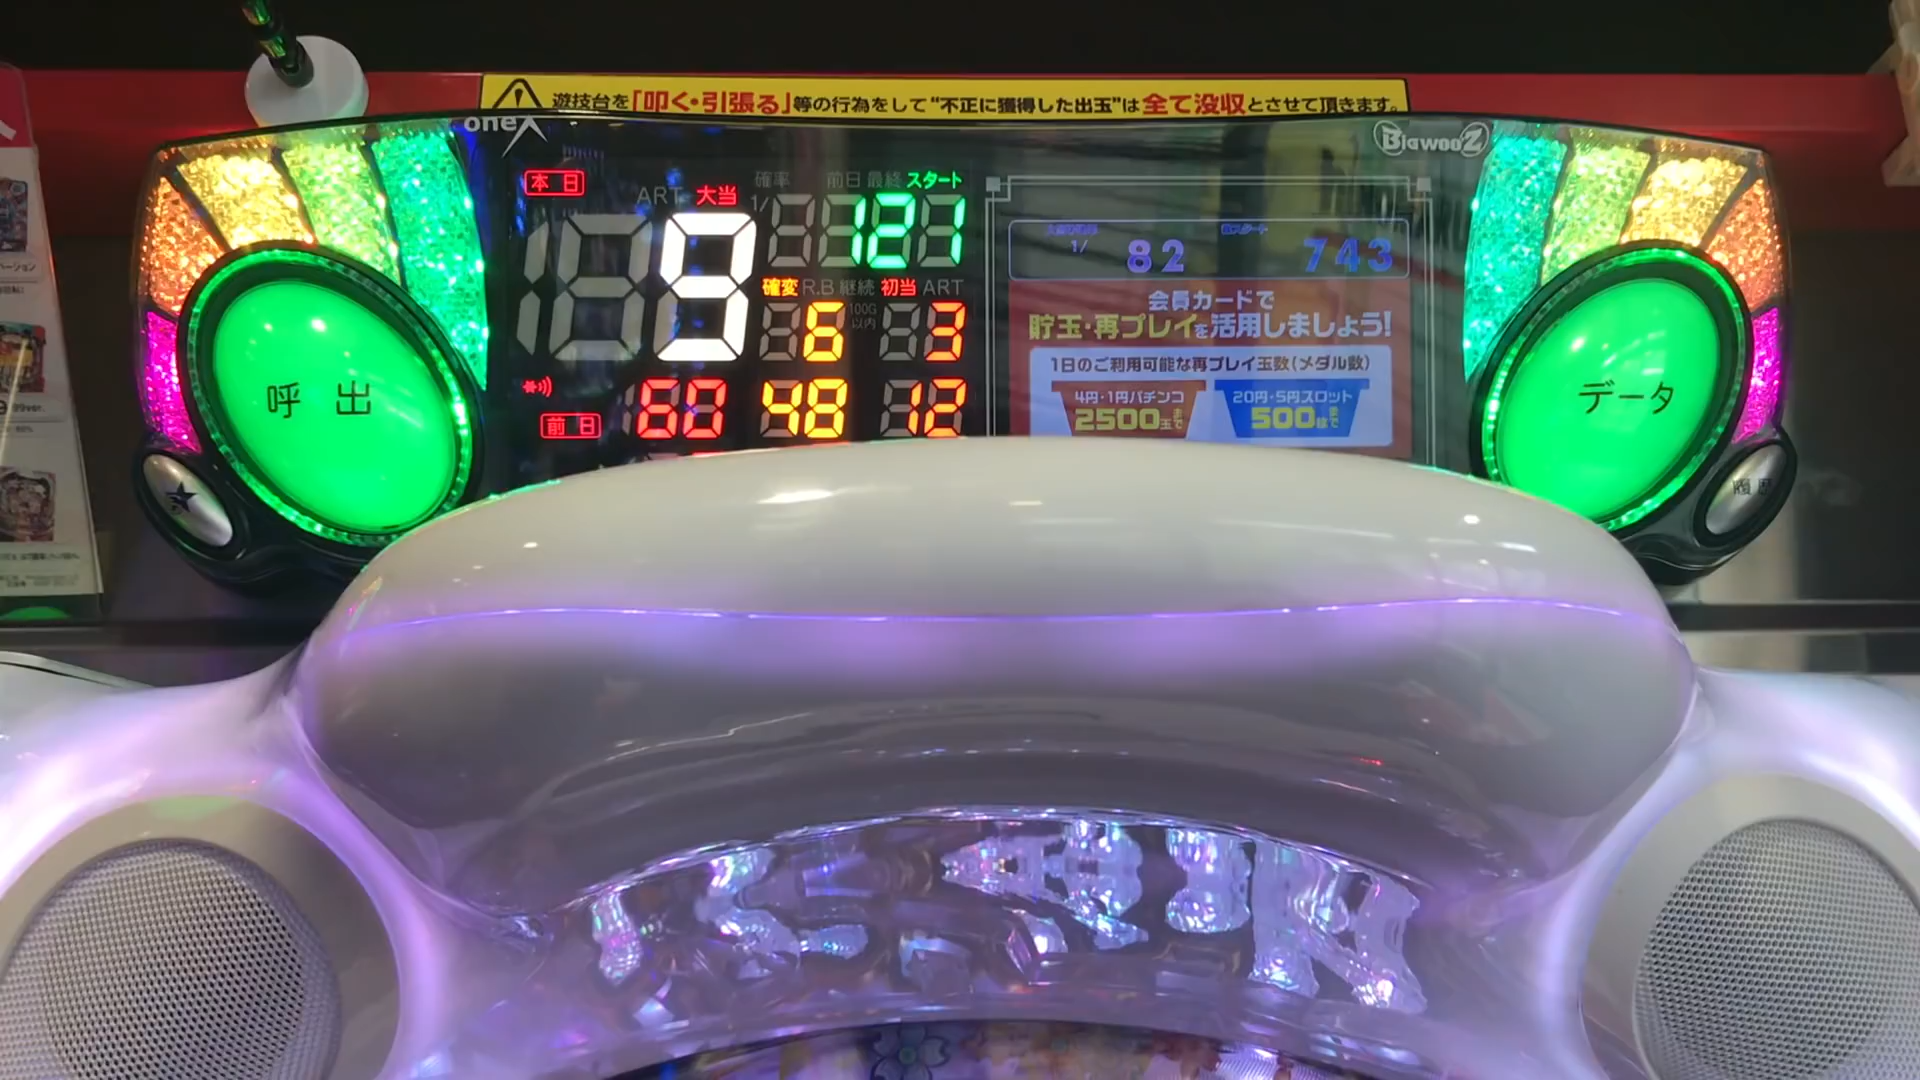 遊技台を「叩く・引張る」等の行為をして"不正に獲得した出玉"は全て没収とさせて頂きます。
one
BigwooZ
本日
ART 大当 確率 前日 最終 スタート
9 1/ 121
確変 R.B 継続 初当 ART
100G
以内
6 3
前日 60 48 12
1/ 82 743
会員カードで
貯玉・再プレイを活用しましょう!
1日のご利用可能な再プレイ玉数(メダル数)
4円・1円パチンコ 20円・5円スロット
2500玉まで 500枚まで
呼出
データ
履歴